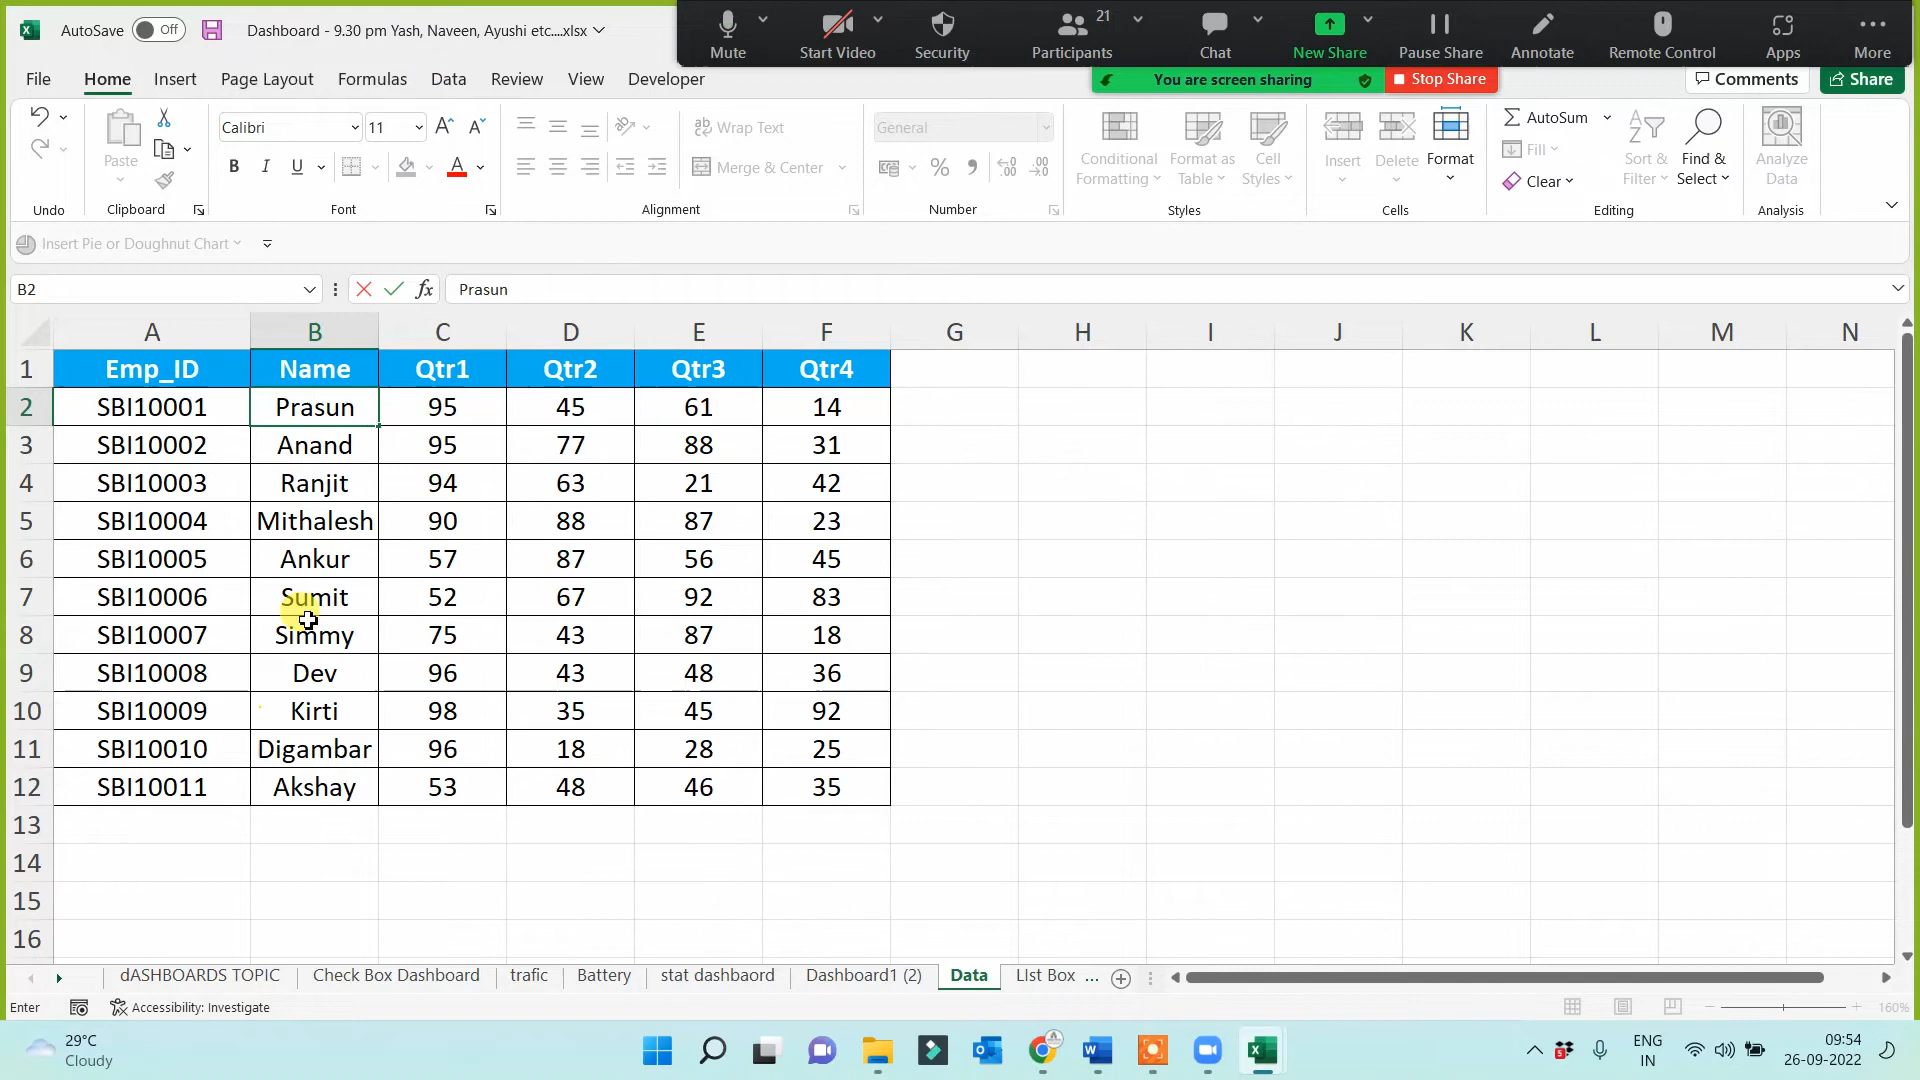 AutoSave Off Dashboard - 9.30 pm Yash, Naveen, Ayushi etc....xlsx
Mute Start Video Security Participants 21 Chat New Share Pause Share Annotate Remote Control Apps More
You are screen sharing Stop Share
File Home Insert Page Layout Formulas Data Review View Developer Comments Share
Paste Calibri 11 Wrap Text General Conditional Formatting Format as Table Cell Styles Insert Delete Format AutoSum Fill Clear Sort & Filter Find & Select Analyze Data
B I U A Merge & Center
Undo Clipboard Font Alignment Number Styles Cells Editing Analysis
Insert Pie or Doughnut Chart
B2 fx Prasun
A B C D E F G H I J K L M N
1 Emp_ID Name Qtr1 Qtr2 Qtr3 Qtr4
2 SBI10001 Prasun 95 45 61 14
3 SBI10002 Anand 95 77 88 31
4 SBI10003 Ranjit 94 63 21 42
5 SBI10004 Mithalesh 90 88 87 23
6 SBI10005 Ankur 57 87 56 45
7 SBI10006 Sumit 52 67 92 83
8 SBI10007 Simmy 75 43 87 18
9 SBI10008 Dev 96 43 48 36
10 SBI10009 Kirti 98 35 45 92
11 SBI10010 Digambar 96 18 28 25
12 SBI10011 Akshay 53 48 46 35
13
14
15
16
dASHBOARDS TOPIC Check Box Dashboard trafic Battery stat dashbaord Dashboard1 (2) Data LIst Box ...
Enter Accessibility: Investigate 160%
29°C
Cloudy
ENG
IN
09:54
26-09-2022